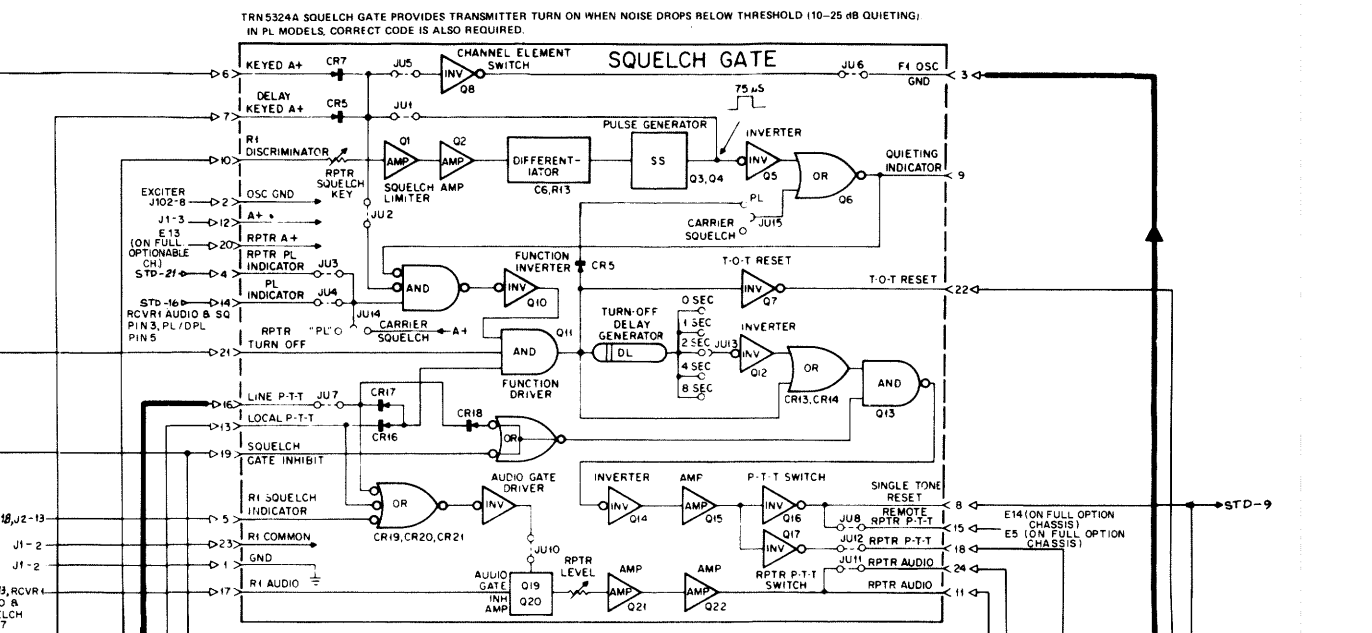 TRN5324A SQUELCH GATE PROVIDES TRANSMITTER TURN ON WHEN NOISE DROPS BELOW THRESHOLD (10-25 dB QUIETING)
IN PL MODELS, CORRECT CODE IS ALSO REQUIRED.
SQUELCH GATE
6 KEYED A+ CR7 JU5 INV Q8
CHANNEL ELEMENT
SWITCH
JU6 F1 OSC
GND 3
DELAY
7 KEYED A+ CR5 JU1
75 µS
10 R1
DISCRIMINATOR
RPTR
SQUELCH
KEY
Q1 AMP
SQUELCH
LIMITER
Q2 AMP
AMP
DIFFERENT-
IATOR
C6,R13
PULSE GENERATOR
SS
Q3,Q4
INVERTER
INV
Q5
OR
Q6
QUIETING
INDICATOR
9
EXCITER
J102-8 2 OSC GND
JU2
J1-3 12 A+
E13
(ON FULL
OPTIONABLE
CH.)
20 RPTR A+
PL
JU15
CARRIER
SQUELCH
STD-21 4 RPTR PL
INDICATOR JU3
STD-16 14 PL
INDICATOR JU4
RCVR1 AUDIO & SQ
PIN 3, PL/DPL
PIN 5
JU14
RPTR "PL" CARRIER
SQUELCH A+
AND
FUNCTION
INVERTER
INV
Q10
CR5
T-O-T RESET
INV
Q7
T-O-T RESET 22
21 TURN OFF
Q11
AND
FUNCTION
DRIVER
TURN-OFF
DELAY
GENERATOR
DL
0 SEC
1 SEC
2 SEC
4 SEC
8 SEC
JU13
INVERTER
INV
Q12
OR
CR13,CR14
AND
Q13
16 LINE P-T-T JU7
CR17
13 LOCAL P-T-T
CR16
CR18
OR
19 SQUELCH
GATE INHIBIT
5 R1 SQUELCH
INDICATOR
OR
CR19,CR20,CR21
AUDIO GATE
DRIVER
INV
INVERTER
INV
Q14
AMP
AMP
Q15
P-T-T SWITCH
INV
Q16
Q17
INV
RPTR P-T-T
SWITCH
SINGLE TONE
RESET
8 STD-9
REMOTE
JU8 RPTR P-T-T 15
E14 (ON FULL OPTION
CHASSIS)
E5 (ON FULL OPTION
CHASSIS)
JU12 RPTR P-T-T 18
JU11 RPTR AUDIO 24
RPTR AUDIO 11
18,J2-13
J1-2 23 R1 COMMON
J1-2 1 GND
JU10
3, RCVR1 17 R1 AUDIO
O &
ELCH
7
AUDIO
GATE
INH
AMP
Q19
Q20
RPTR
LEVEL
AMP
AMP
Q21
AMP
AMP
Q22